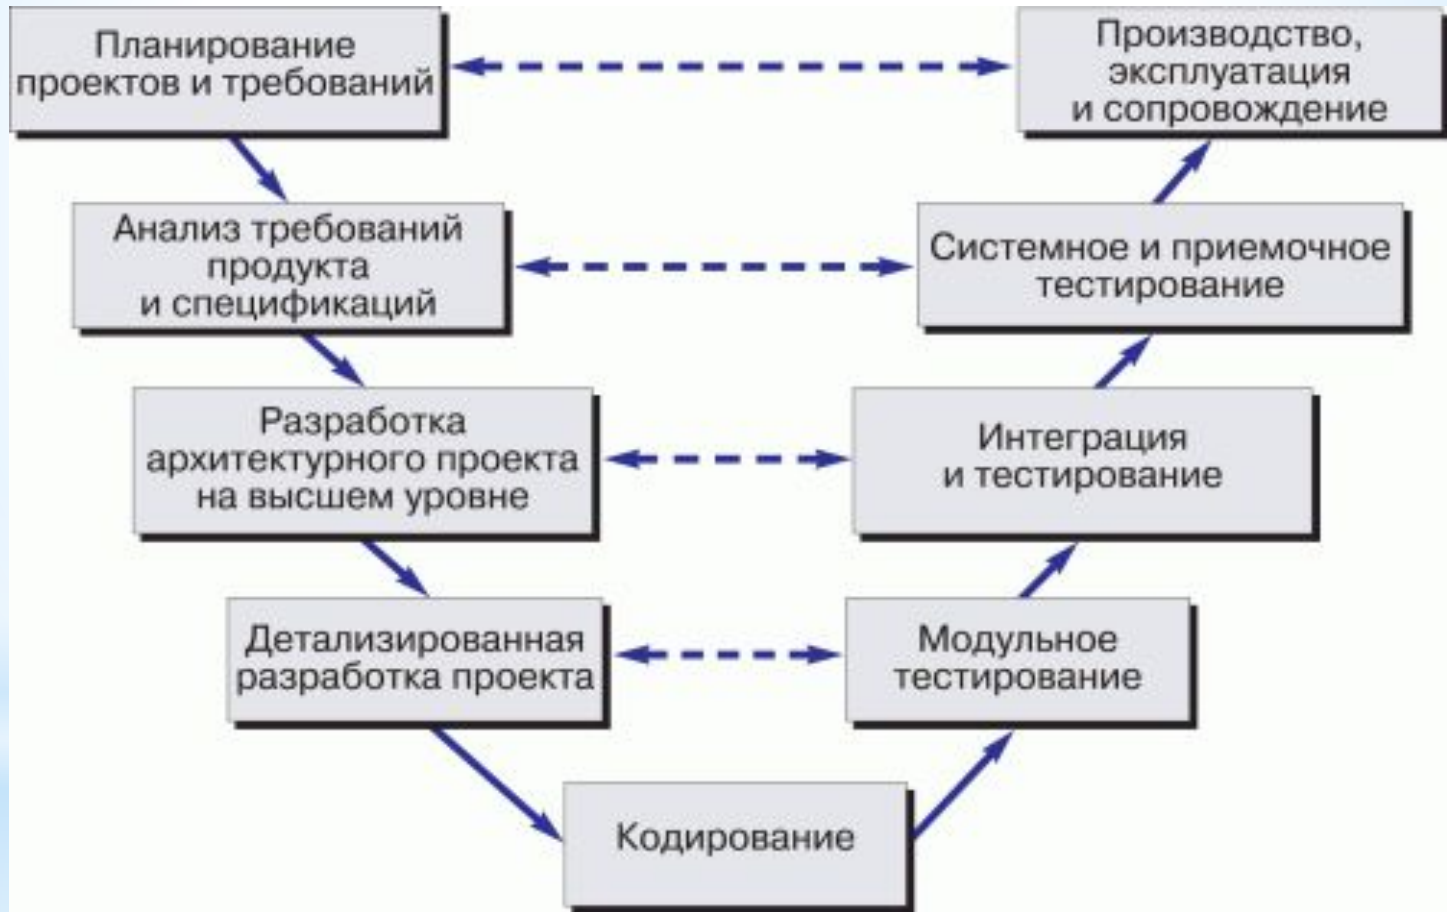 Планирование
проектов и требований
Производство,
эксплуатация
и сопровождение
Анализ требований
продукта
и спецификаций
Системное и приемочное
тестирование
Разработка
архитектурного проекта
на высшем уровне
Интеграция
и тестирование
Детализированная
разработка проекта
Модульное
тестирование
Кодирование